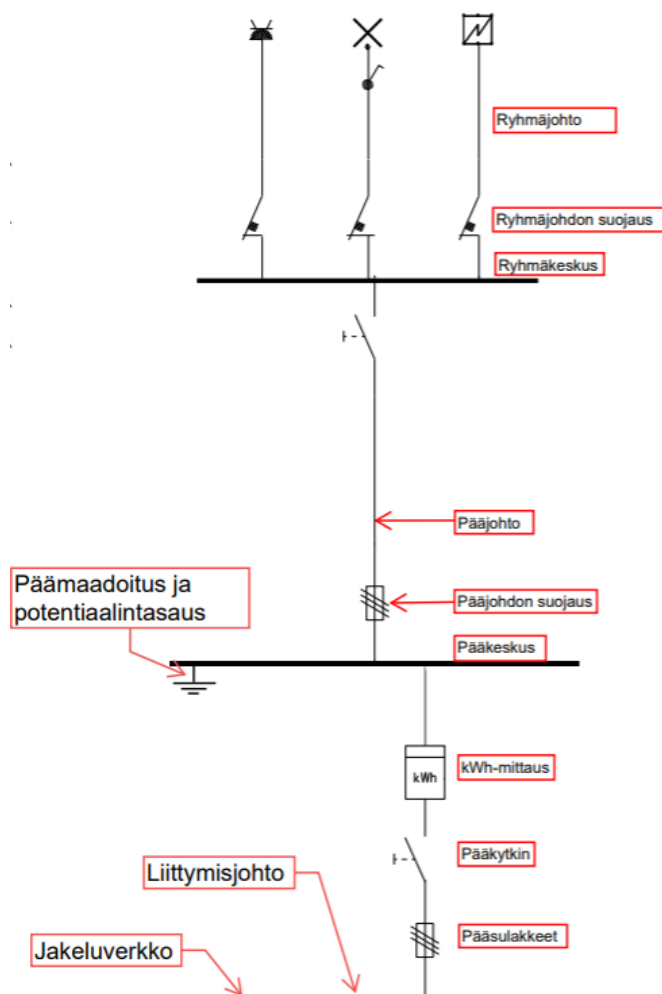 Ryhmäjohto
Ryhmäjohdon suojaus
Ryhmäkeskus
Pääjohto
Päämaadoitus ja
potentiaalintasaus
Pääjohdon suojaus
Pääkeskus
kWh
kWh-mittaus
Pääkytkin
Liittymisjohto
Pääsulakkeet
Jakeluverkko